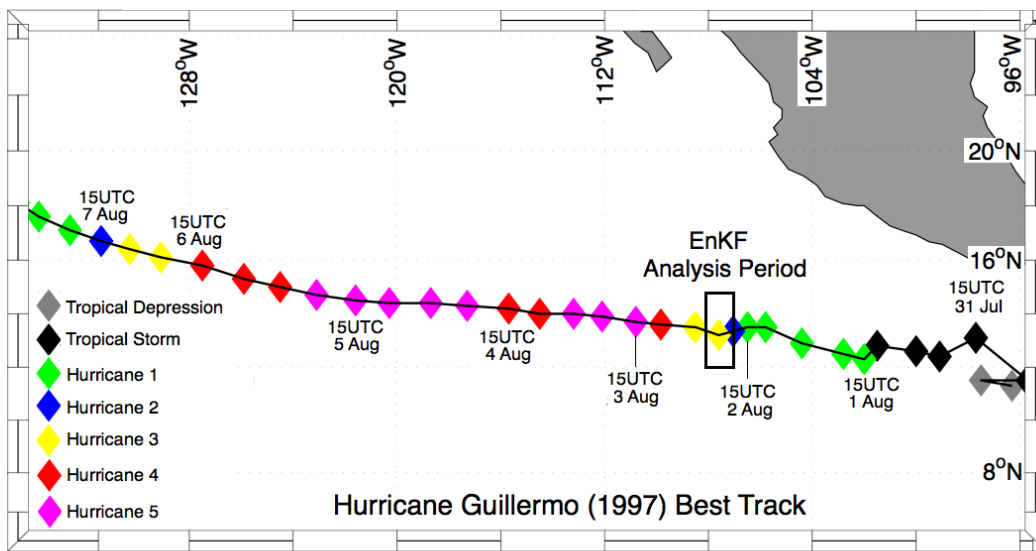 128°W
120°W
112°W
104°W
96°W
20°N
15UTC
7 Aug
15UTC
6 Aug
EnKF
Analysis Period
16°N
15UTC
31 Jul
Tropical Depression
Tropical Storm
Hurricane 1
Hurricane 2
Hurricane 3
Hurricane 4
Hurricane 5
15UTC
5 Aug
15UTC
4 Aug
15UTC
3 Aug
15UTC
2 Aug
15UTC
1 Aug
8°N
Hurricane Guillermo (1997) Best Track